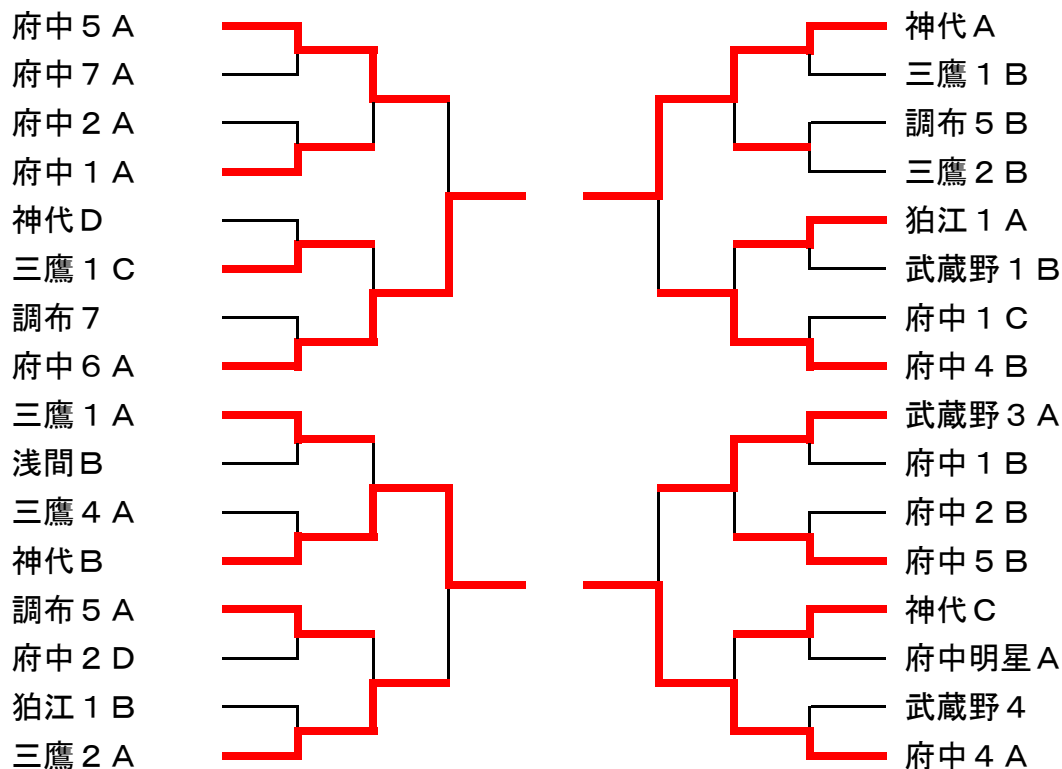 府中５Ａ
府中７Ａ
府中２Ａ
府中１Ａ
神代Ｄ
三鷹１Ｃ
調布７
府中６Ａ
三鷹１Ａ
浅間Ｂ
三鷹４Ａ
神代Ｂ
調布５Ａ
府中２Ｄ
狛江１Ｂ
三鷹２Ａ
神代Ａ
三鷹１Ｂ
調布５Ｂ
三鷹２Ｂ
狛江１Ａ
武蔵野１Ｂ
府中１Ｃ
府中４Ｂ
武蔵野３Ａ
府中１Ｂ
府中２Ｂ
府中５Ｂ
神代Ｃ
府中明星Ａ
武蔵野４
府中４Ａ